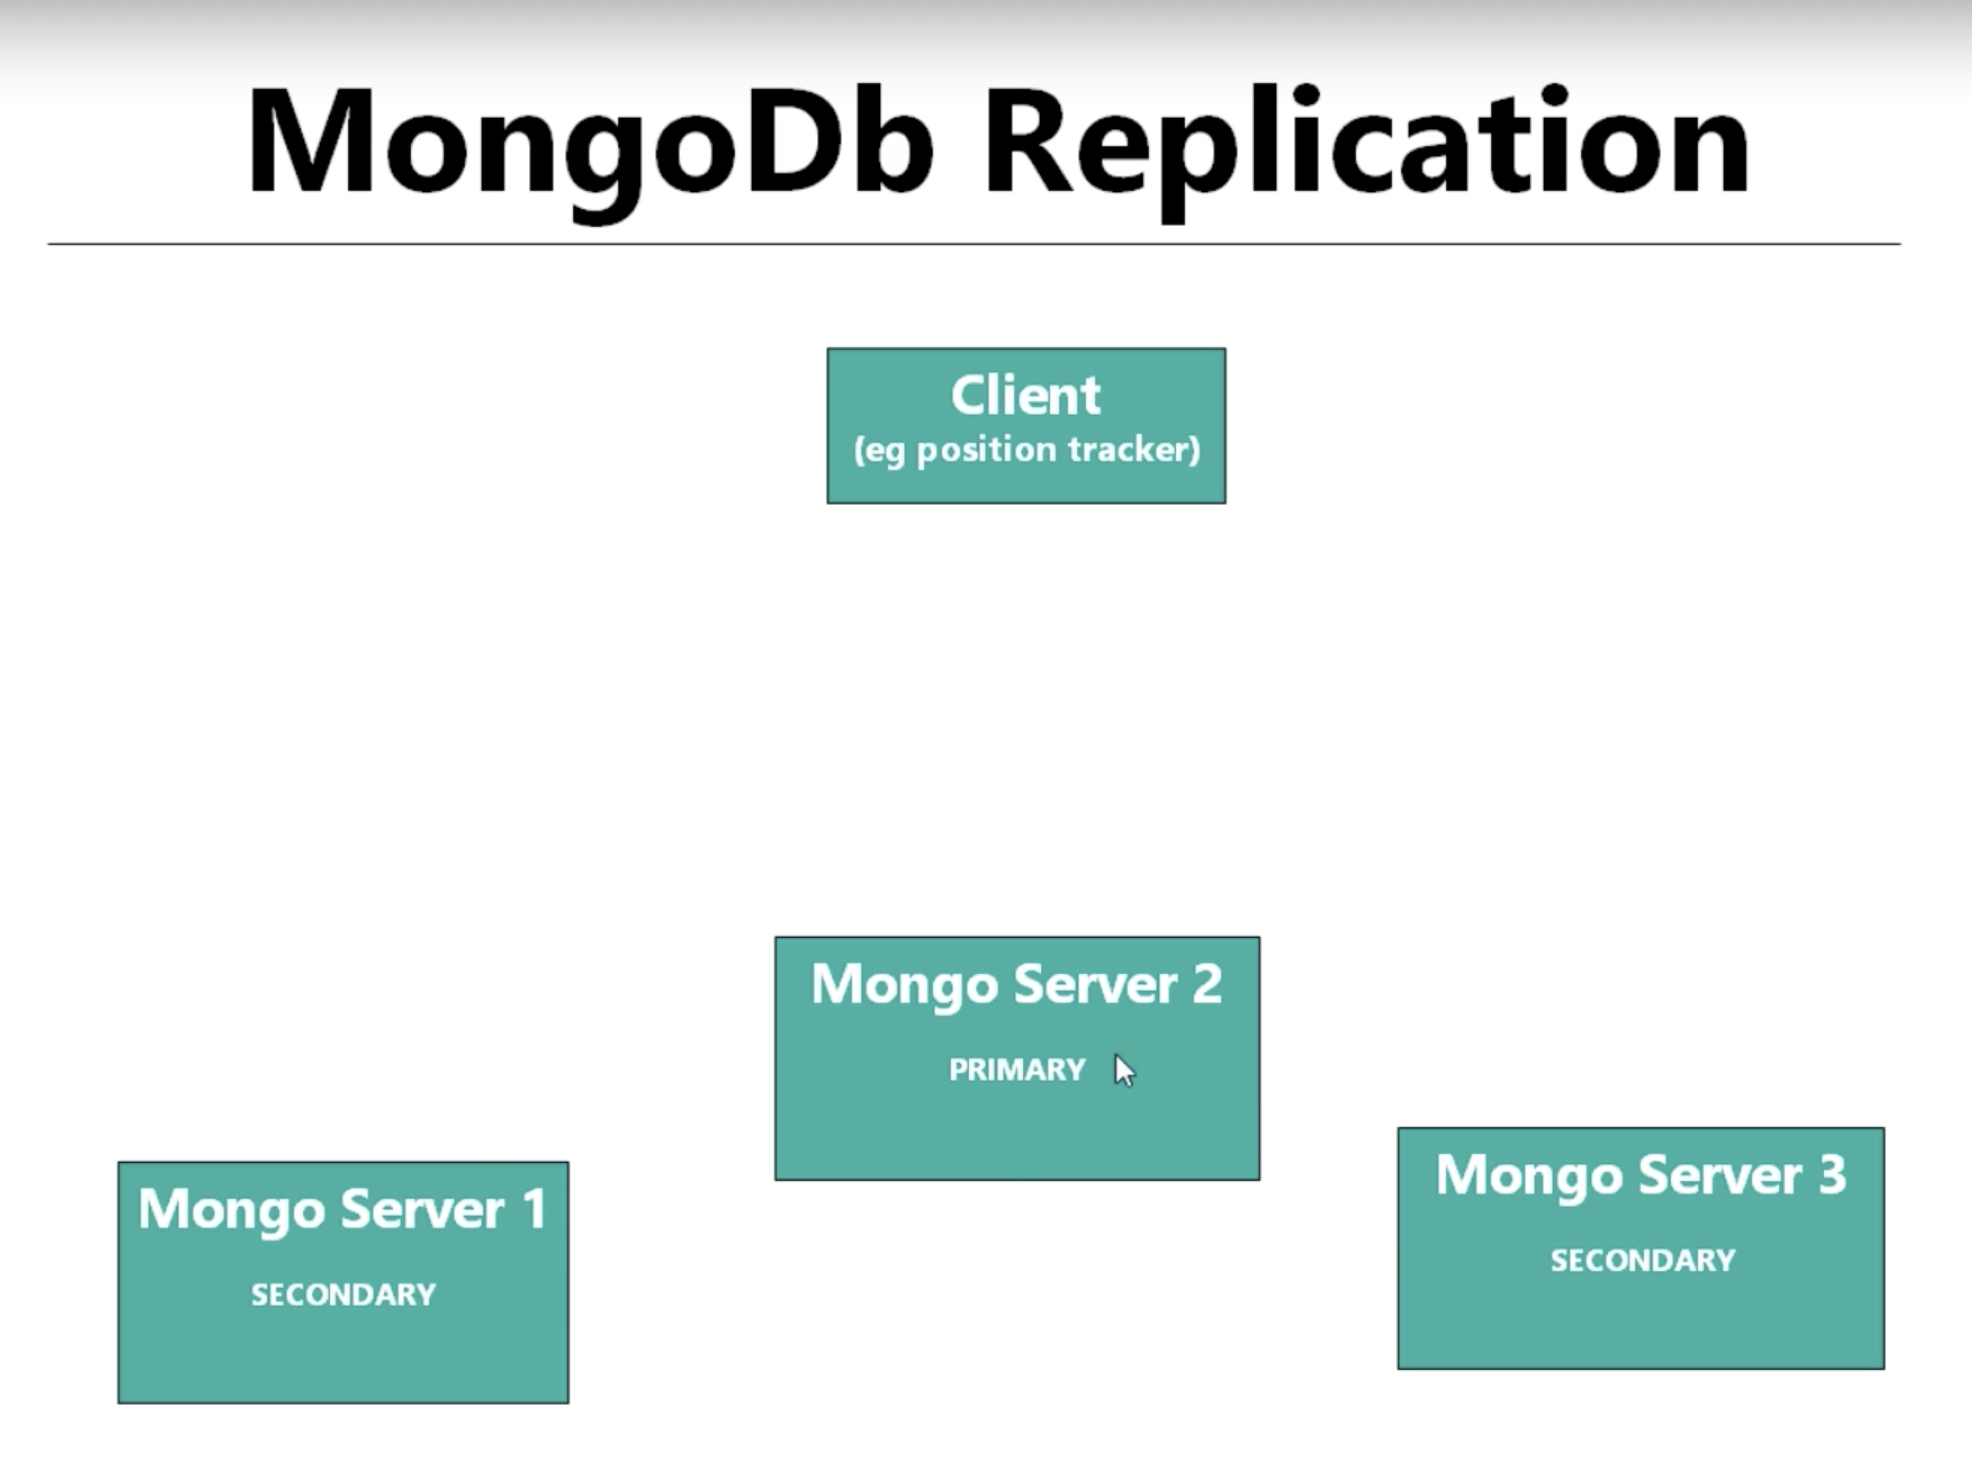 MongoDb Replication
Client
(eg position tracker)
Mongo Server 2
PRIMARY
Mongo Server 1
SECONDARY
Mongo Server 3
SECONDARY